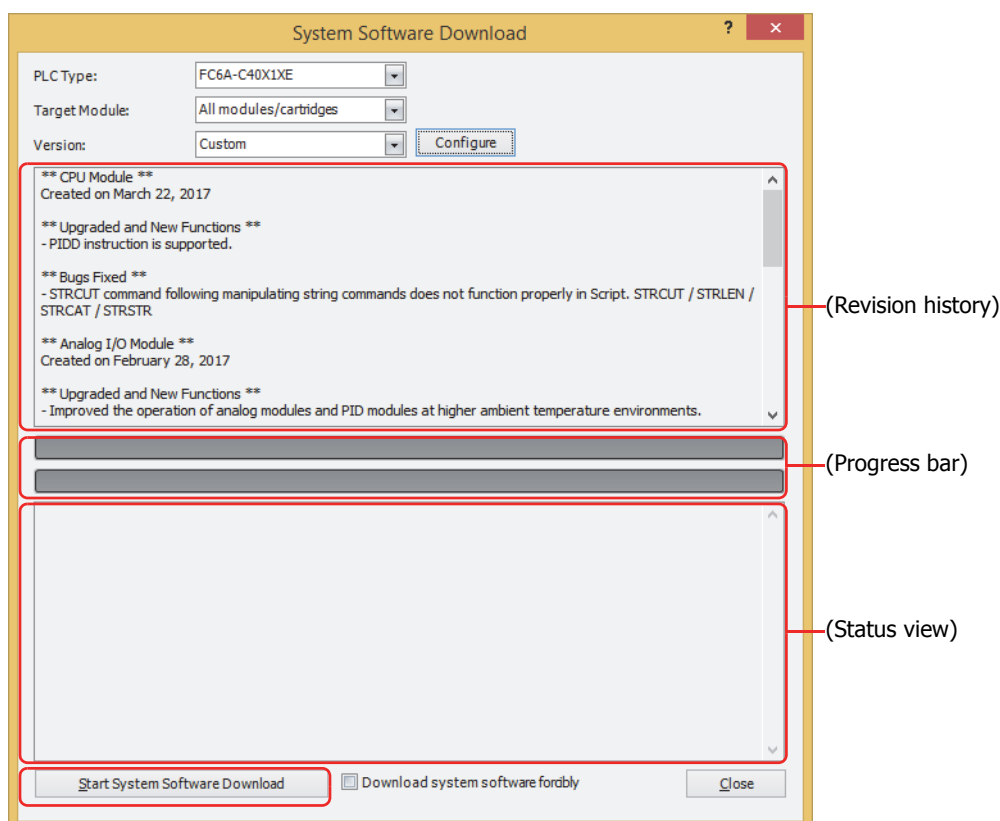 System Software Download
? ×
PLC Type: FC6A-C40X1XE
Target Module: All modules/cartridges
Version: Custom Configure
** CPU Module **
Created on March 22, 2017
** Upgraded and New Functions **
- PIDD instruction is supported.
** Bugs Fixed **
- STRCUT command following manipulating string commands does not function properly in Script. STRCUT / STRLEN /
STRCAT / STRSTR
(Revision history)
** Analog I/O Module **
Created on February 28, 2017
** Upgraded and New Functions **
- Improved the operation of analog modules and PID modules at higher ambient temperature environments.
(Progress bar)
(Status view)
Start System Software Download Download system software forcibly Close